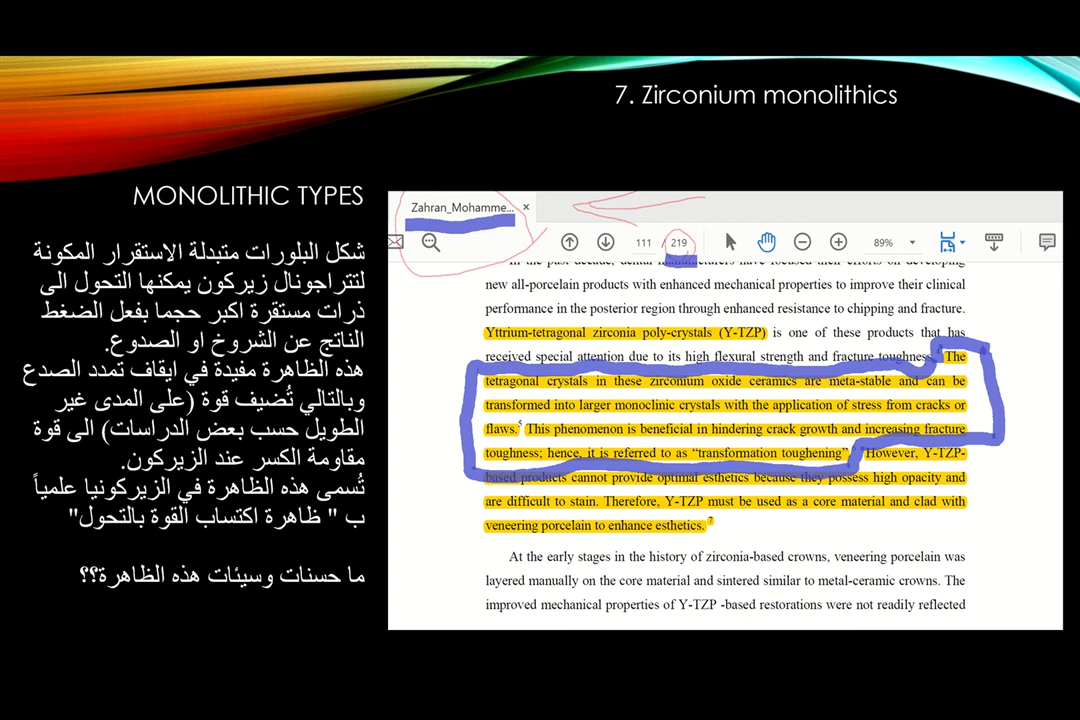 7. Zirconium monolithics
MONOLITHIC TYPES
شكل البلورات متبدلة الاستقرار المكونة
لتتراجونال زيركون يمكنها التحول الى
ذرات مستقرة اكبر حجما بفعل الضغط
الناتج عن الشروخ او الصدوع.
هذه الظاهرة مفيدة في ايقاف تمدد الصدع
وبالتالي تُضيف قوة (على المدى غير
الطويل حسب بعض الدراسات) الى قوة
مقاومة الكسر عند الزيركون.
تُسمى هذه الظاهرة في الزيركونيا علمياً
ب " ظاهرة اكتساب القوة بالتحول"
ما حسنات وسيئات هذه الظاهرة؟؟
Zahran_Mohamme... ×
111 219 89%
In the past decade, dental manufacturers have focused their efforts on developing
new all-porcelain products with enhanced mechanical properties to improve their clinical
performance in the posterior region through enhanced resistance to chipping and fracture.
Yttrium-tetragonal zirconia poly-crystals (Y-TZP) is one of these products that has
received special attention due to its high flexural strength and fracture toughness. The
tetragonal crystals in these zirconium oxide ceramics are meta-stable and can be
transformed into larger monoclinic crystals with the application of stress from cracks or
flaws.5 This phenomenon is beneficial in hindering crack growth and increasing fracture
toughness; hence, it is referred to as “transformation toughening”. However, Y-TZP-
based products cannot provide optimal esthetics because they possess high opacity and
are difficult to stain. Therefore, Y-TZP must be used as a core material and clad with
veneering porcelain to enhance esthetics.7
At the early stages in the history of zirconia-based crowns, veneering porcelain was
layered manually on the core material and sintered similar to metal-ceramic crowns. The
improved mechanical properties of Y-TZP -based restorations were not readily reflected